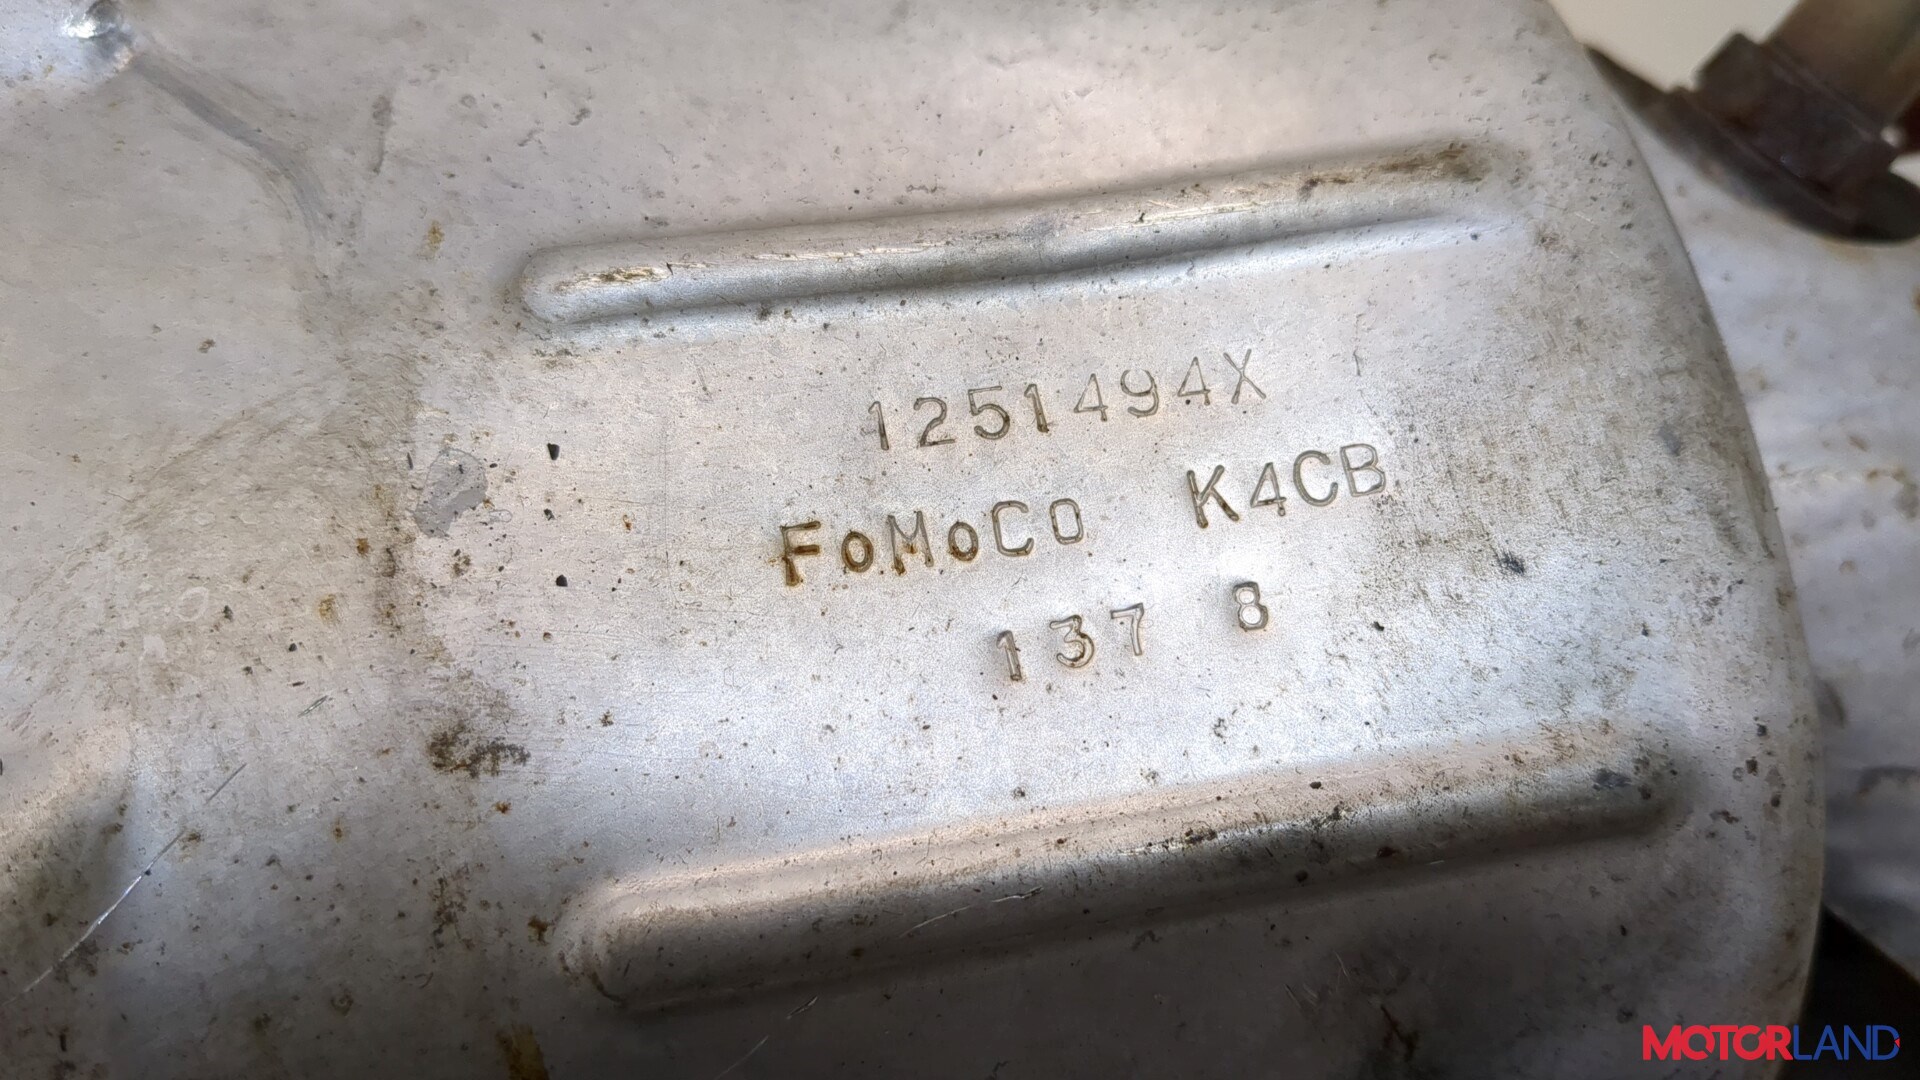 1251494X
FoMoCo K4CB
137 8
MOTORLAND